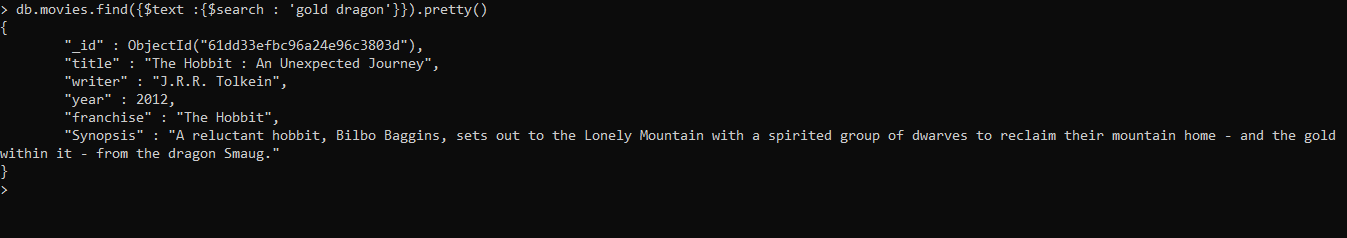 > db.movies.find({$text :{$search : 'gold dragon'}}).pretty()
{
        "_id" : ObjectId("61dd33efbc96a24e96c3803d"),
        "title" : "The Hobbit : An Unexpected Journey",
        "writer" : "J.R.R. Tolkein",
        "year" : 2012,
        "franchise" : "The Hobbit",
        "Synopsis" : "A reluctant hobbit, Bilbo Baggins, sets out to the Lonely Mountain with a spirited group of dwarves to reclaim their mountain home - and the gold
within it - from the dragon Smaug."
}
>